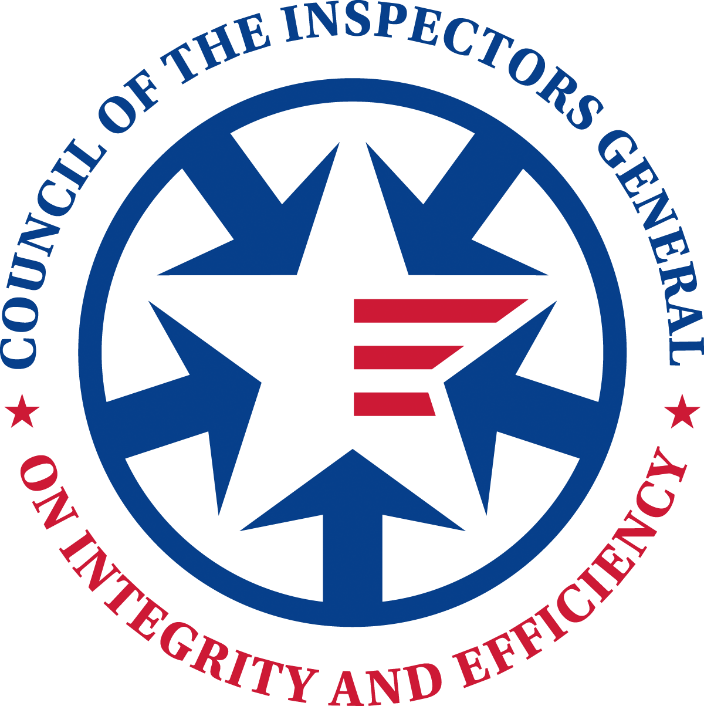 COUNCIL OF THE INSPECTORS GENERAL
ON INTEGRITY AND EFFICIENCY